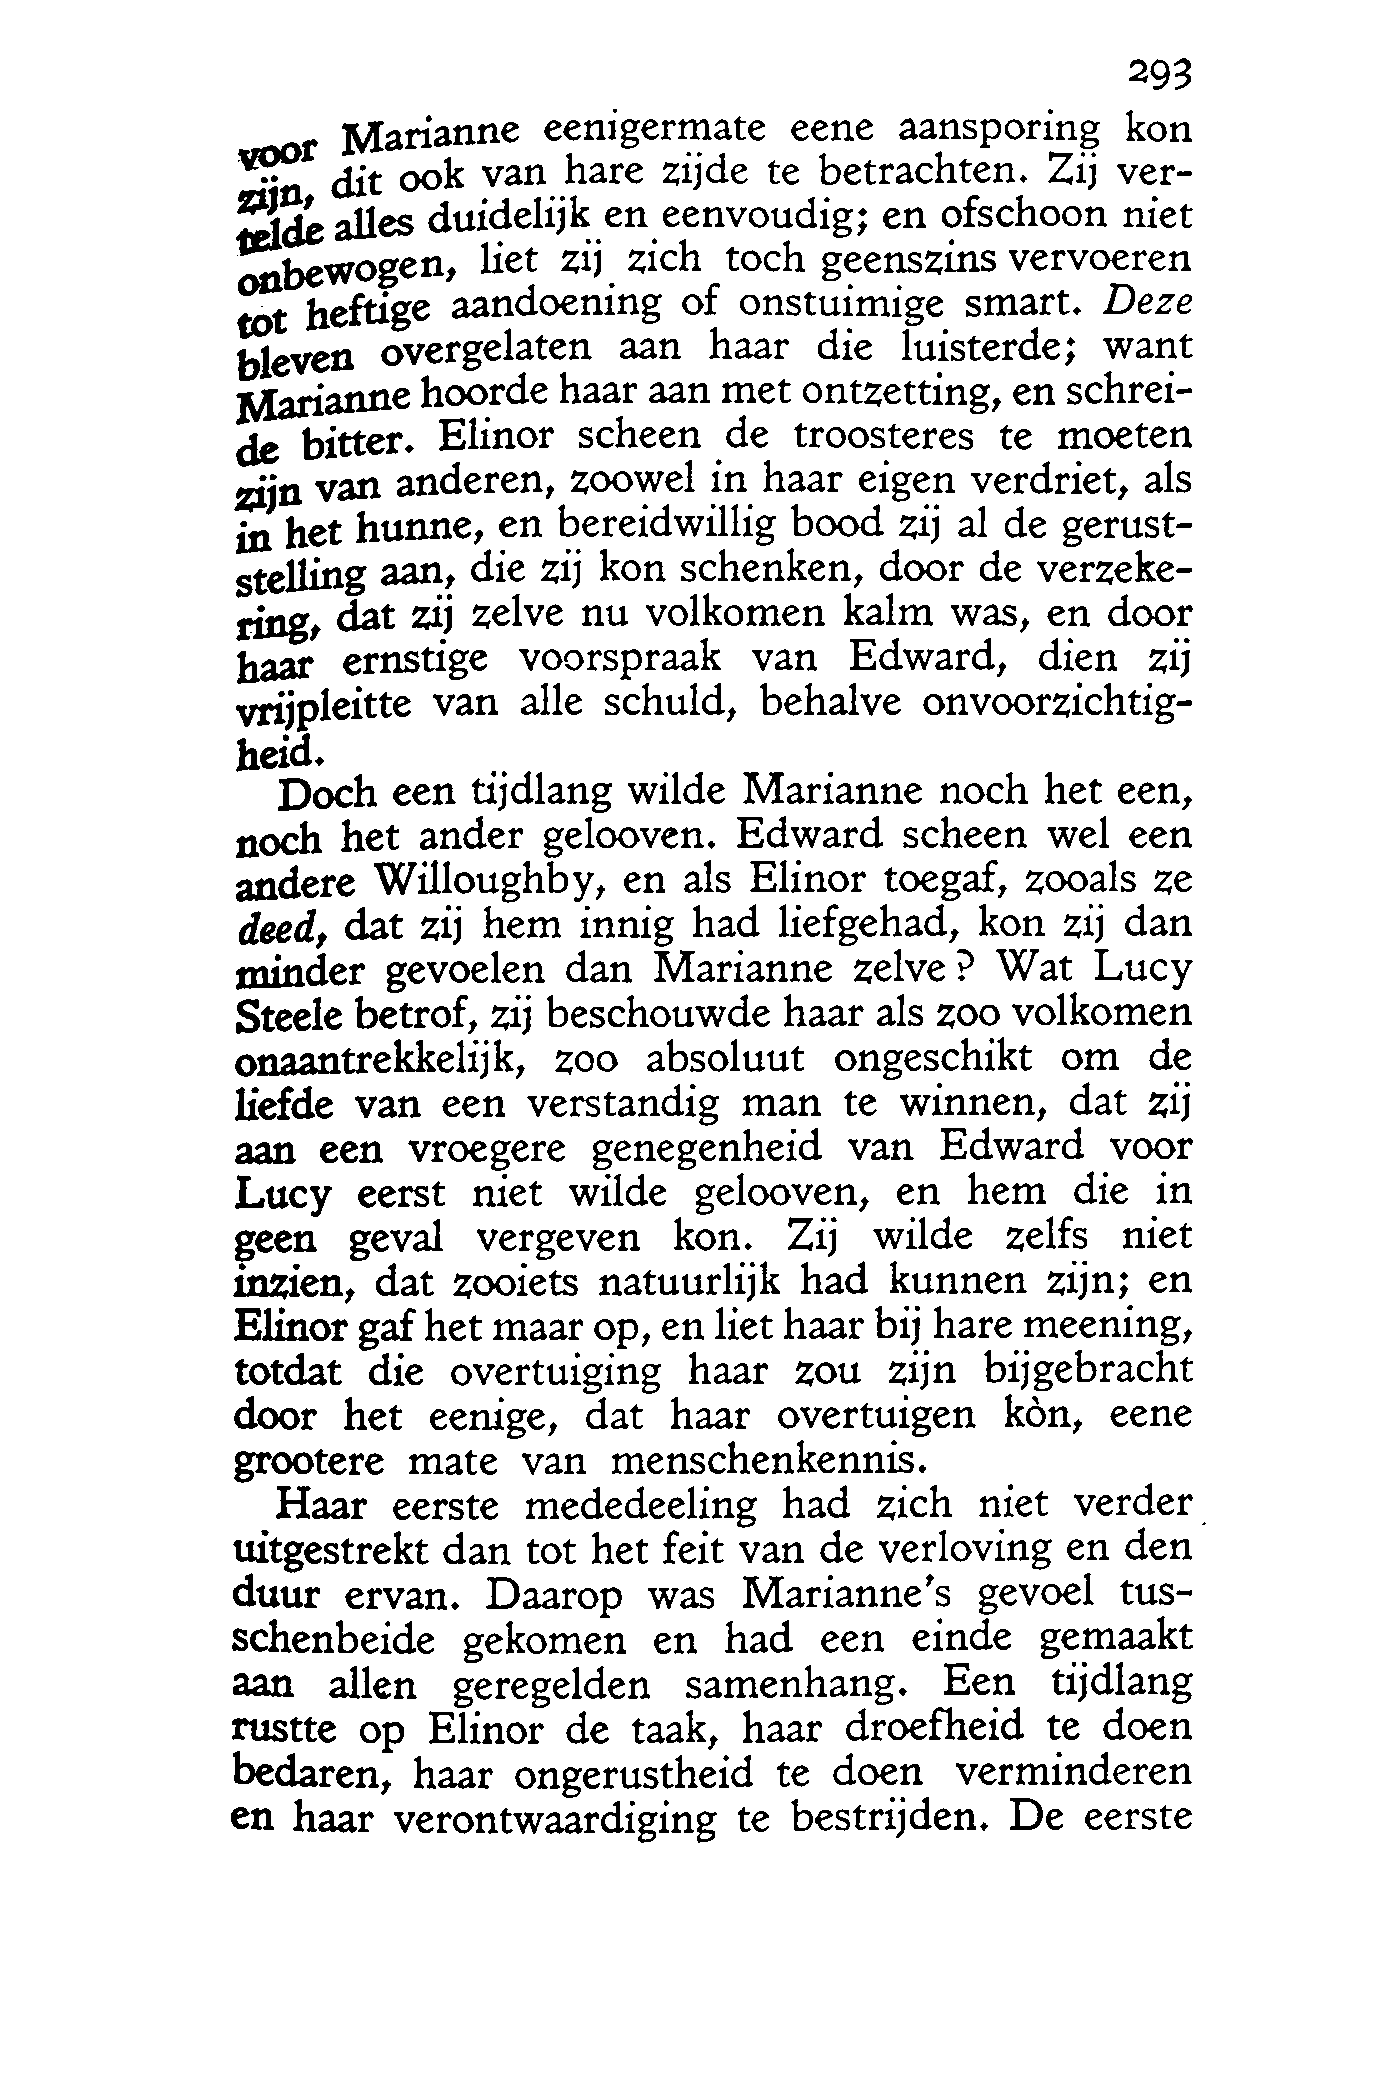 293
voor Marianne eenigermate eene aansporing kon
zijn, dit ook van hare zijde te betrachten. Zij ver-
telde alles duidelijk en eenvoudig; en ofschoon niet
onbewogen, liet zij zich toch geenszins vervoeren
tot heftige aandoening of onstuimige smart. Deze
bleven overgelaten aan haar die luisterde; want
Marianne hoorde haar aan met ontzetting, en schrei-
de bitter. Elinor scheen de troosteres te moeten
zijn van anderen, zoowel in haar eigen verdriet, als
in het hunne, en bereidwillig bood zij al de gerust-
stelling aan, die zij kon schenken, door de verzeke-
ring, dat zij zelve nu volkomen kalm was, en door
haar ernstige voorspraak van Edward, dien zij
vrijpleitte van alle schuld, behalve onvoorzichtig-
heid.
Doch een tijdlang wilde Marianne noch het een,
noch het ander gelooven. Edward scheen wel een
andere Willoughby, en als Elinor toegaf, zooals ze
deed, dat zij hem innig had liefgehad, kon zij dan
minder gevoelen dan Marianne zelve? Wat Lucy
Steele betrof, zij beschouwde haar als zoo volkomen
onaantrekkelijk, zoo absoluut ongeschikt om de
liefde van een verstandig man te winnen, dat zij
aan een vroegere genegenheid van Edward voor
Lucy eerst niet wilde gelooven, en hem die in
geen geval vergeven kon. Zij wilde zelfs niet
inzien, dat zooiets natuurlijk had kunnen zijn; en
Elinor gaf het maar op, en liet haar bij hare meening,
totdat die overtuiging haar zou zijn bijgebracht
door het eenige, dat haar overtuigen kòn, eene
grootere mate van menschenkennis.
Haar eerste mededeeling had zich niet verder
uitgestrekt dan tot het feit van de verloving en den
duur ervan. Daarop was Marianne's gevoel tus-
schenbeide gekomen en had een einde gemaakt
aan allen geregelden samenhang. Een tijdlang
rustte op Elinor de taak, haar droefheid te doen
bedaren, haar ongerustheid te doen verminderen
en haar verontwaardiging te bestrijden. De eerste